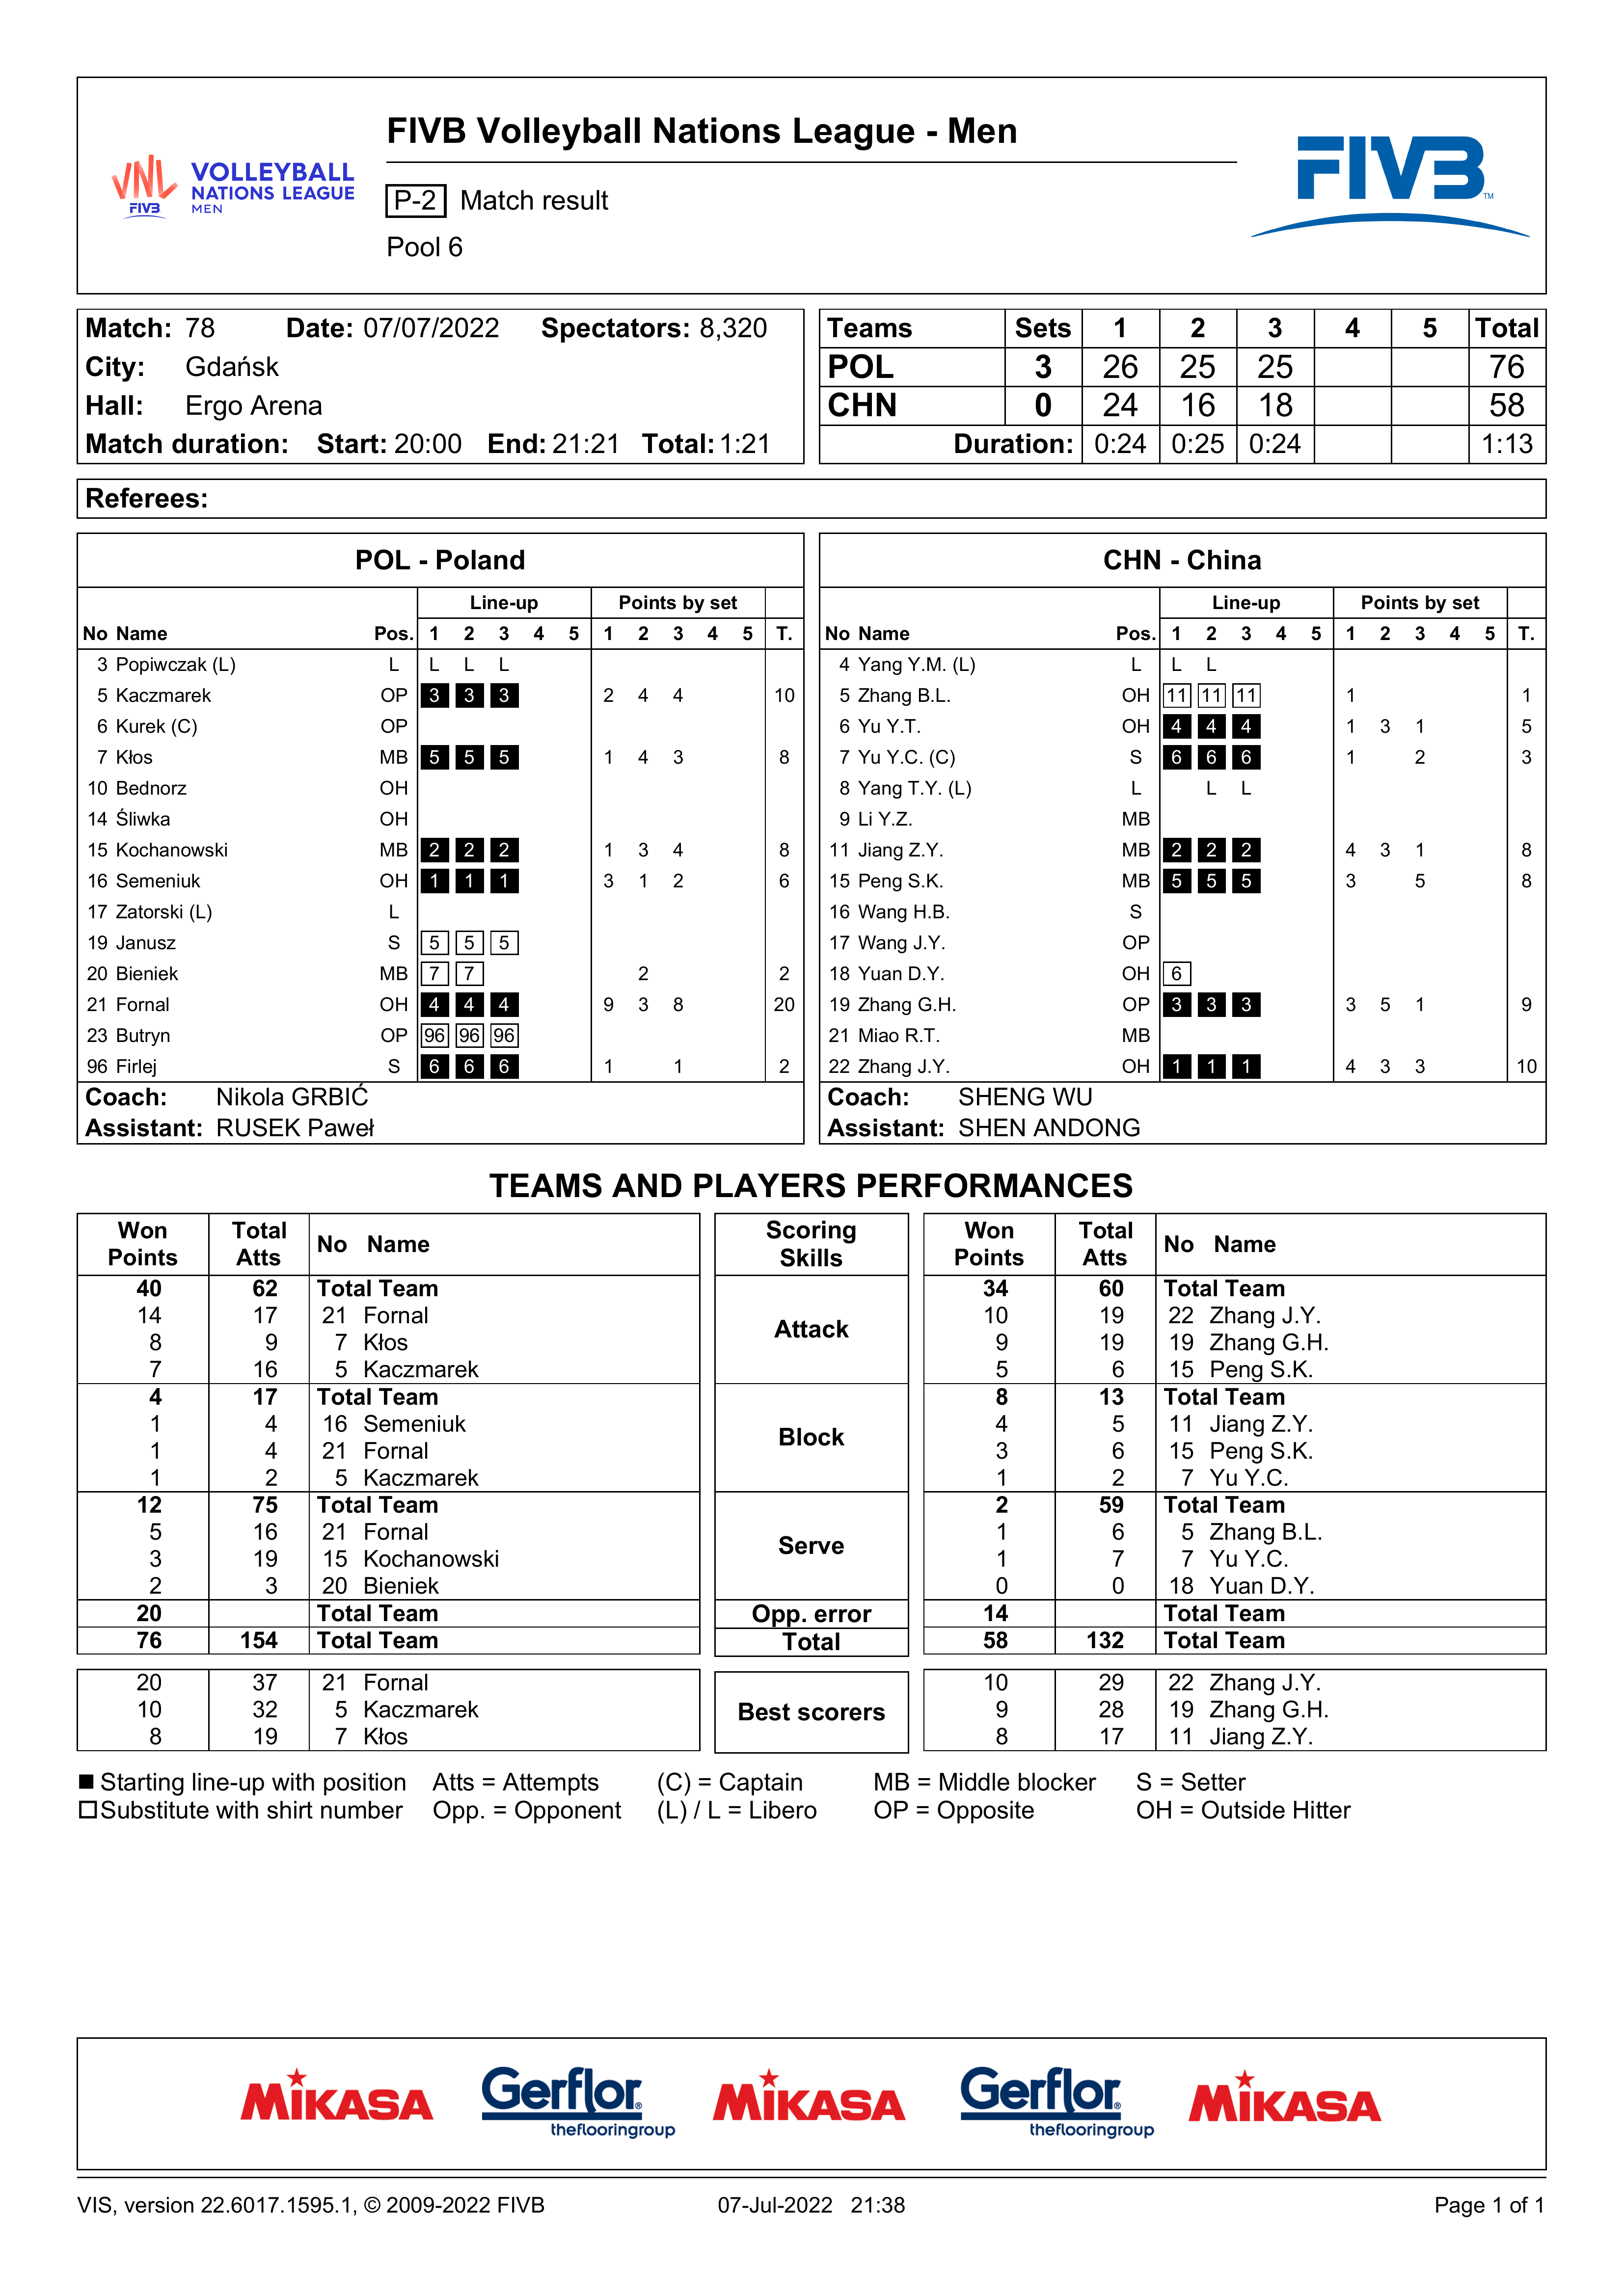 FIVB Volleyball Nations League - Men
VNL FIVB VOLLEYBALL NATIONS LEAGUE MEN
P-2 Match result
Pool 6
FIVB TM
Match: 78 Date: 07/07/2022 Spectators: 8,320
City: Gdańsk
Hall: Ergo Arena
Match duration: Start: 20:00 End: 21:21 Total: 1:21
Teams Sets 1 2 3 4 5 Total
POL 3 26 25 25 76
CHN 0 24 16 18 58
Duration: 0:24 0:25 0:24 1:13
Referees:
POL - Poland
Line-up Points by set
No Name Pos. 1 2 3 4 5 1 2 3 4 5 T.
3 Popiwczak (L) L L L L
5 Kaczmarek OP 3 3 3 2 4 4 10
6 Kurek (C) OP
7 Kłos MB 5 5 5 1 4 3 8
10 Bednorz OH
14 Śliwka OH
15 Kochanowski MB 2 2 2 1 3 4 8
16 Semeniuk OH 1 1 1 3 1 2 6
17 Zatorski (L) L
19 Janusz S 5 5 5
20 Bieniek MB 7 7 2 2
21 Fornal OH 4 4 4 9 3 8 20
23 Butryn OP 96 96 96
96 Firlej S 6 6 6 1 1 2
Coach: Nikola GRBIĆ
Assistant: RUSEK Paweł
CHN - China
Line-up Points by set
No Name Pos. 1 2 3 4 5 1 2 3 4 5 T.
4 Yang Y.M. (L) L L L
5 Zhang B.L. OH 11 11 11 1 1
6 Yu Y.T. OH 4 4 4 1 3 1 5
7 Yu Y.C. (C) S 6 6 6 1 2 3
8 Yang T.Y. (L) L L L
9 Li Y.Z. MB
11 Jiang Z.Y. MB 2 2 2 4 3 1 8
15 Peng S.K. MB 5 5 5 3 5 8
16 Wang H.B. S
17 Wang J.Y. OP
18 Yuan D.Y. OH 6
19 Zhang G.H. OP 3 3 3 3 5 1 9
21 Miao R.T. MB
22 Zhang J.Y. OH 1 1 1 4 3 3 10
Coach: SHENG WU
Assistant: SHEN ANDONG
TEAMS AND PLAYERS PERFORMANCES
Won Points Total Atts No Name Scoring Skills Won Points Total Atts No Name
40 62 Total Team Attack 34 60 Total Team
14 17 21 Fornal 10 19 22 Zhang J.Y.
8 9 7 Kłos 9 19 19 Zhang G.H.
7 16 5 Kaczmarek 5 6 15 Peng S.K.
4 17 Total Team Block 8 13 Total Team
1 4 16 Semeniuk 4 5 11 Jiang Z.Y.
1 4 21 Fornal 3 6 15 Peng S.K.
1 2 5 Kaczmarek 1 2 7 Yu Y.C.
12 75 Total Team Serve 2 59 Total Team
5 16 21 Fornal 1 6 5 Zhang B.L.
3 19 15 Kochanowski 1 7 7 Yu Y.C.
2 3 20 Bieniek 0 0 18 Yuan D.Y.
20 Total Team Opp. error 14 Total Team
76 154 Total Team Total 58 132 Total Team
20 37 21 Fornal Best scorers 10 29 22 Zhang J.Y.
10 32 5 Kaczmarek 9 28 19 Zhang G.H.
8 19 7 Kłos 8 17 11 Jiang Z.Y.
Starting line-up with position Atts = Attempts (C) = Captain MB = Middle blocker S = Setter
Substitute with shirt number Opp. = Opponent (L) / L = Libero OP = Opposite OH = Outside Hitter
MIKASA Gerflor® theflooringgroup MIKASA Gerflor® theflooringgroup MIKASA
VIS, version 22.6017.1595.1, © 2009-2022 FIVB 07-Jul-2022 21:38 Page 1 of 1